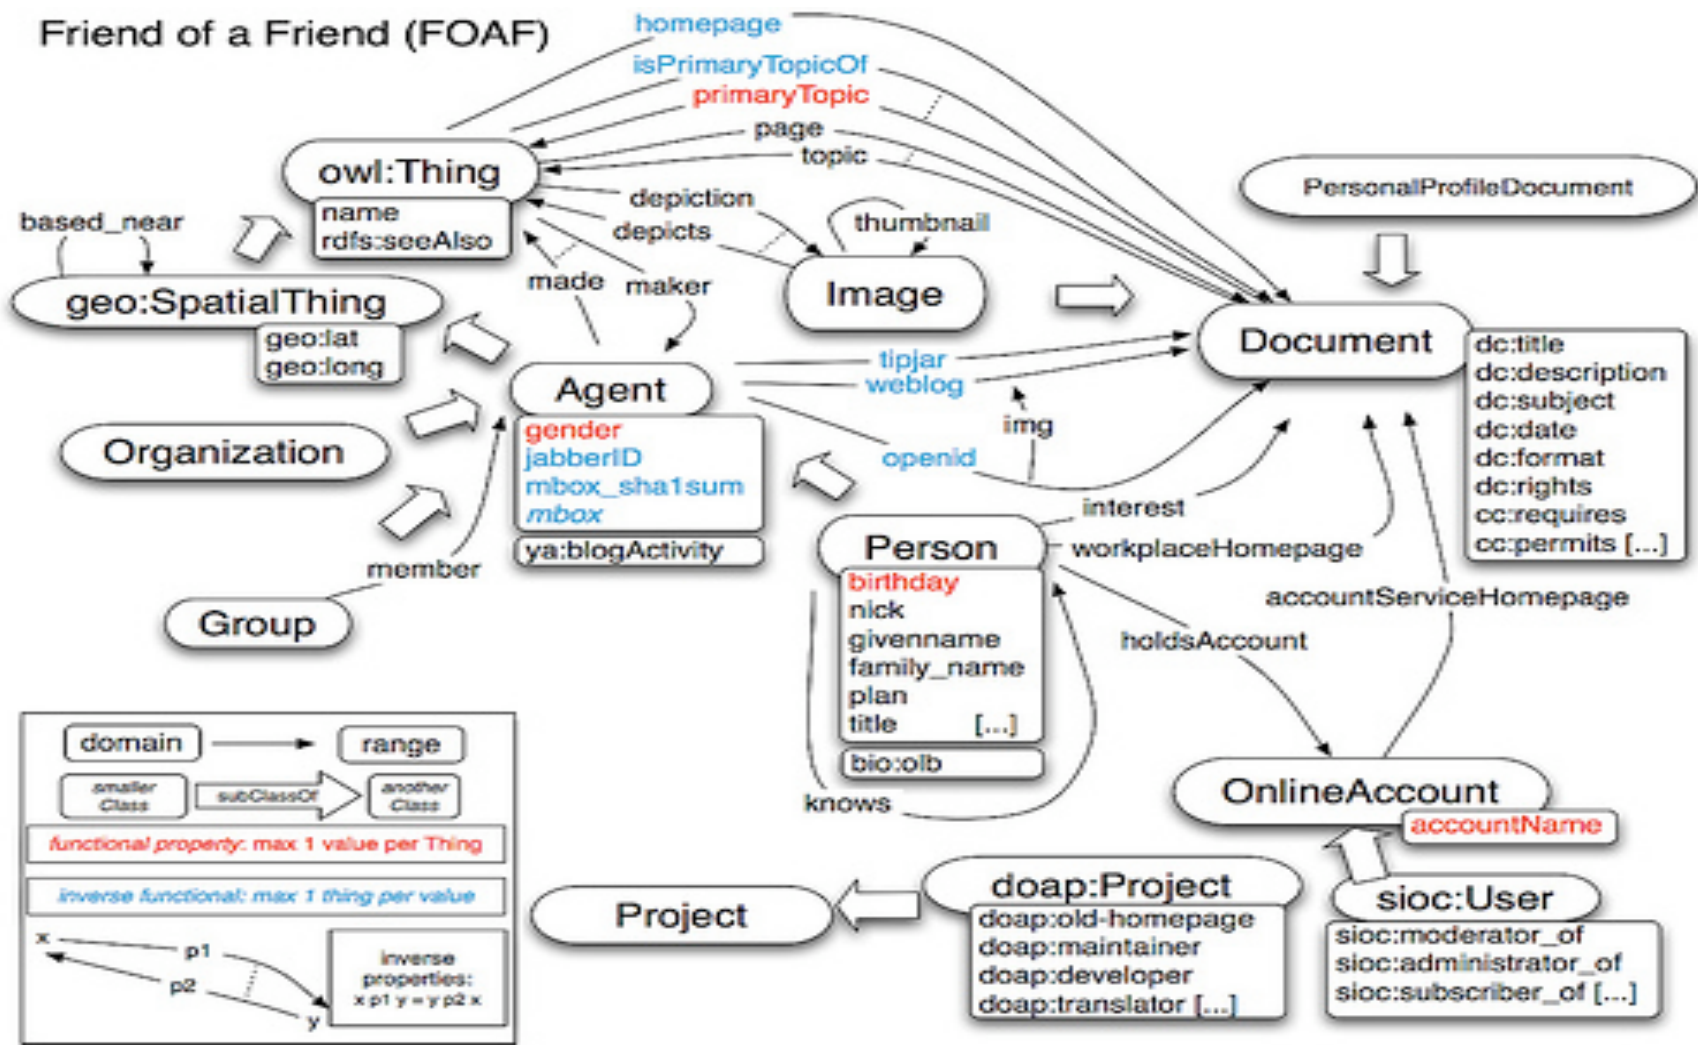 Friend of a Friend (FOAF)
homepage
isPrimaryTopicOf
primaryTopic
page
topic
owl:Thing
name
rdfs:seeAlso
depiction
depicts
thumbnail
PersonalProfileDocument
based_near
geo:SpatialThing
geo:lat
geo:long
made
maker
Image
Document
dc:title
dc:description
dc:subject
dc:date
dc:format
dc:rights
cc:requires
cc:permits [...]
tipjar
weblog
img
openid
Agent
gender
jabberID
mbox_sha1sum
mbox
ya:blogActivity
Organization
member
Group
interest
workplaceHomepage
accountServiceHomepage
holdsAccount
Person
birthday
nick
givenname
family_name
plan
title [...]
bio:olb
knows
OnlineAccount
accountName
sioc:User
sioc:moderator_of
sioc:administrator_of
sioc:subscriber_of [...]
doap:Project
doap:old-homepage
doap:maintainer
doap:developer
doap:translator [...]
Project
domain
range
smaller
Class
subClassOf
another
Class
functional property: max 1 value per Thing
inverse functional: max 1 thing per value
x
p1
p2
y
inverse
properties:
x p1 y = y p2 x